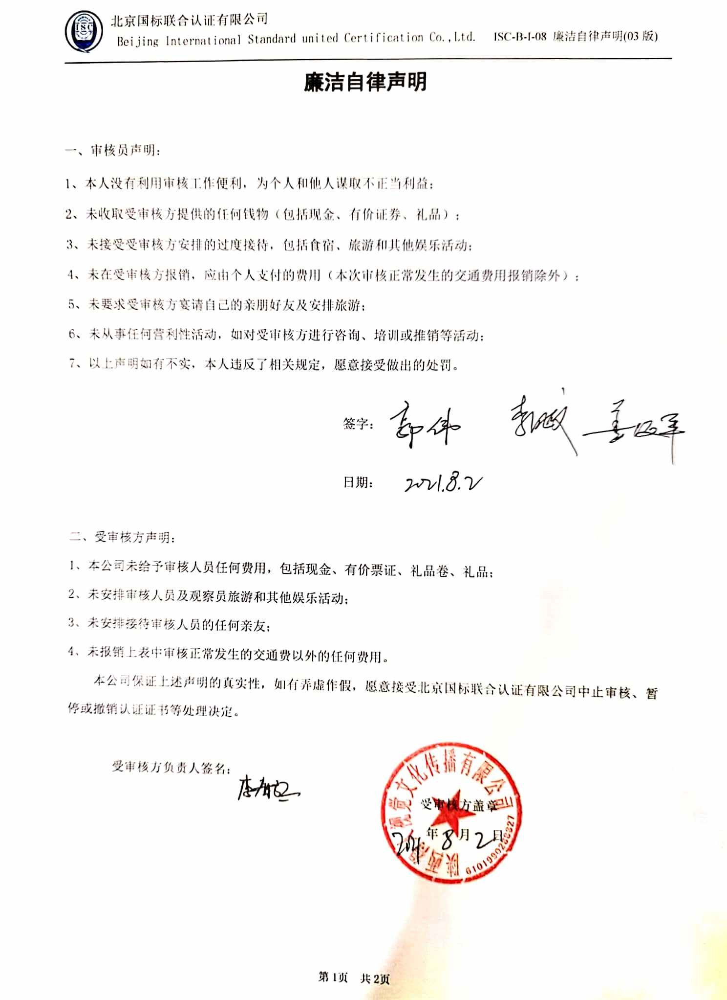 ISC
北京国标联合认证有限公司
Beijing International Standard united Certification Co.,Ltd. ISC-B-I-08 廉洁自律声明(03 版)
廉洁自律声明
一、审核员声明：
1、本人没有利用审核工作便利，为个人和他人谋取不正当利益；
2、未收取受审核方提供的任何钱物（包括现金、有价证券、礼品）；
3、未接受受审核方安排的过度接待，包括食宿、旅游和其他娱乐活动；
4、未在受审核方报销，应由个人支付的费用（本次审核正常发生的交通费用报销除外）；
5、未要求受审核方宴请自己的亲朋好友及安排旅游；
6、未从事任何营利性活动，如对受审核方进行咨询、培训或推销等活动；
7、以上声明如有不实，本人违反了相关规定，愿意接受做出的处罚。
签字：郭伟
日期：2021.8.2
二、受审核方声明：
1、本公司未给予审核人员任何费用，包括现金、有价票证、礼品卷、礼品；
2、未安排审核人员及观察员旅游和其他娱乐活动；
3、未安排接待审核人员的任何亲友；
4、未报销上表中审核正常发生的交通费以外的任何费用。
本公司保证上述声明的真实性，如有弄虚作假，愿意接受北京国标联合认证有限公司中止审核、暂
停或撤销认证证书等处理决定。
受审核方负责人签名：
陕西 视觉文化传播有限公司
受审核方盖章
2021年8月2日
第1页 共2页